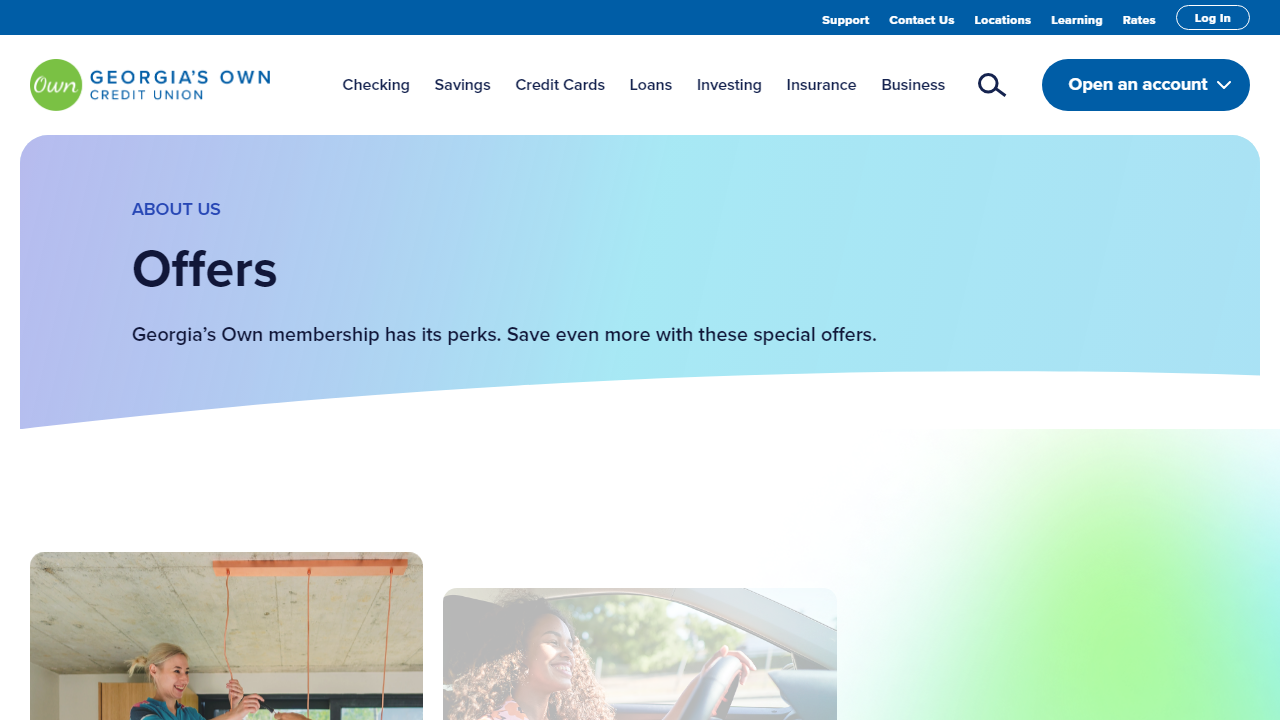 Support Contact Us Locations Learning Rates Log In
Own GEORGIA'S OWN
CREDIT UNION
Checking Savings Credit Cards Loans Investing Insurance Business Open an account
ABOUT US
Offers
Georgia’s Own membership has its perks. Save even more with these special offers.